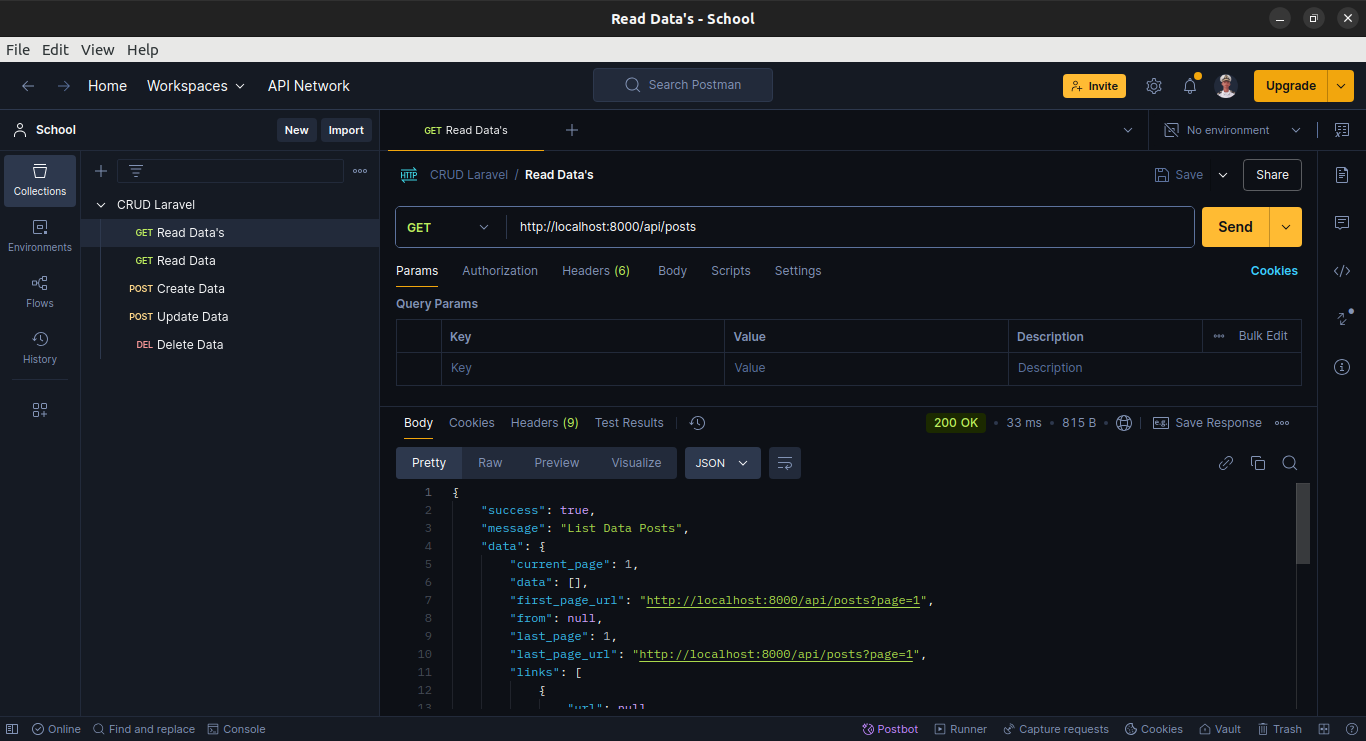 Read Data's - School
File Edit View Help
Home Workspaces API Network Search Postman Invite Upgrade
School New Import GET Read Data's No environment
Collections
Environments
Flows
History
CRUD Laravel
GET Read Data's
GET Read Data
POST Create Data
POST Update Data
DEL Delete Data
HTTP CRUD Laravel / Read Data's Save Share
GET http://localhost:8000/api/posts Send
Params Authorization Headers (6) Body Scripts Settings Cookies
Query Params
Key Value Description Bulk Edit
Key Value Description
Body Cookies Headers (9) Test Results 200 OK • 33 ms • 815 B e.g. Save Response
Pretty Raw Preview Visualize JSON
1 {
2 "success": true,
3 "message": "List Data Posts",
4 "data": {
5 "current_page": 1,
6 "data": [],
7 "first_page_url": "http://localhost:8000/api/posts?page=1",
8 "from": null,
9 "last_page": 1,
10 "last_page_url": "http://localhost:8000/api/posts?page=1",
11 "links": [
12 {
13 "url": null
Online Find and replace Console Postbot Runner Capture requests Cookies Vault Trash